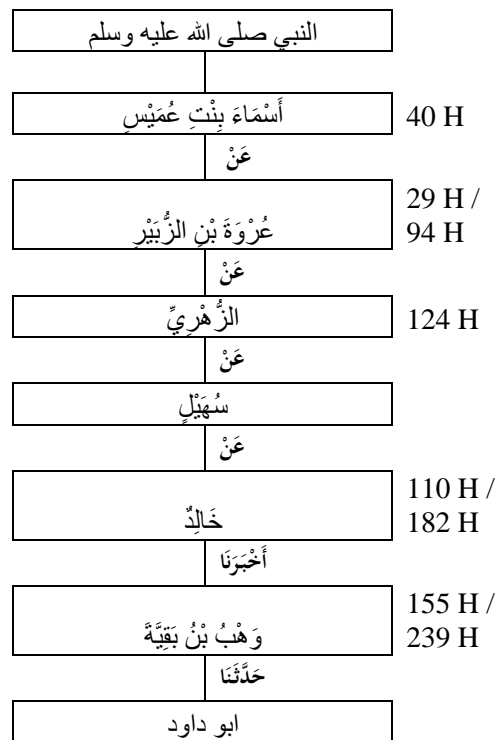 النبي صلى الله عليه وسلم
أَسْمَاءَ بِنْتِ عُمَيْسٍ
40 H
عَنْ
29 H /
عُرْوَةَ بْنِ الزُّبَيْرِ
94 H
عَنْ
الزُّهْرِيِّ
124 H
عَنْ
سُهَيْلٍ
عَنْ
110 H /
خَالِدٌ
182 H
أَخْبَرَنَا
155 H /
وَهْبُ بْنُ بَقِيَّةَ
239 H
حَدَّثَنَا
ابو داود